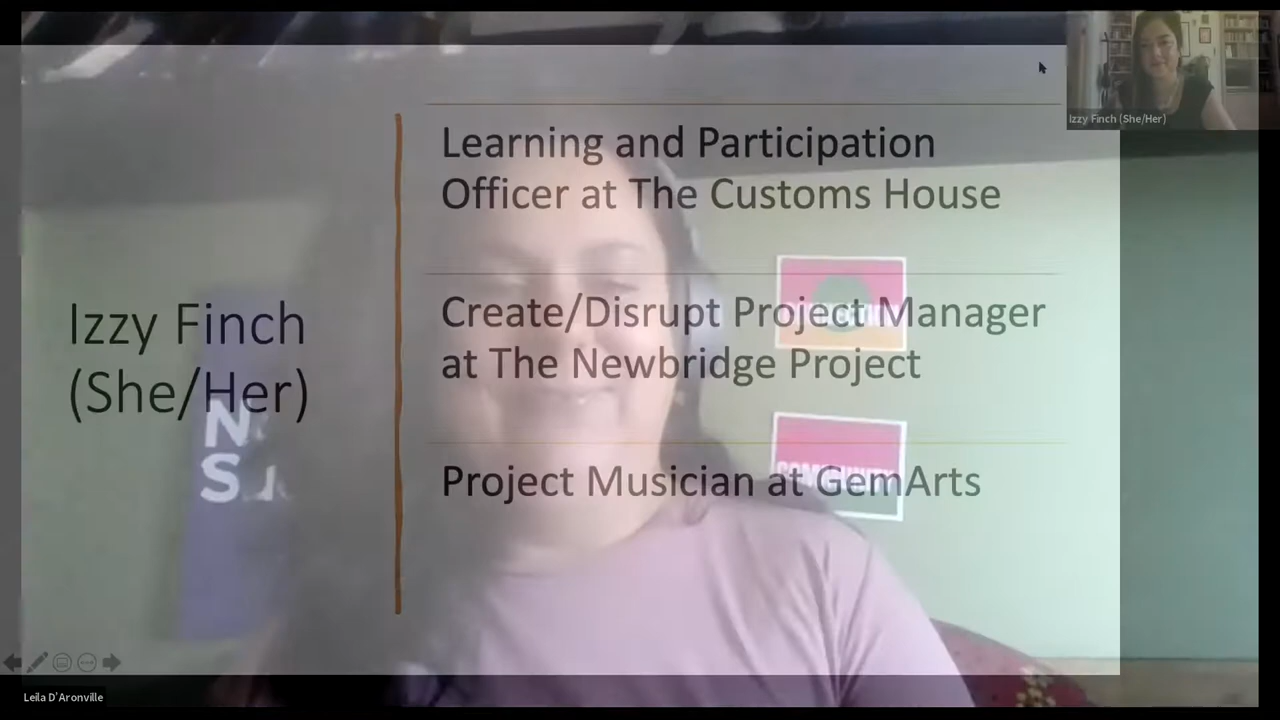 Izzy Finch (She/Her)
Learning and Participation
Officer at The Customs House
Izzy Finch
(She/Her)
Create/Disrupt Project Manager
at The Newbridge Project
Project Musician at GemArts
COMMUNITY
Leila D'Aronville